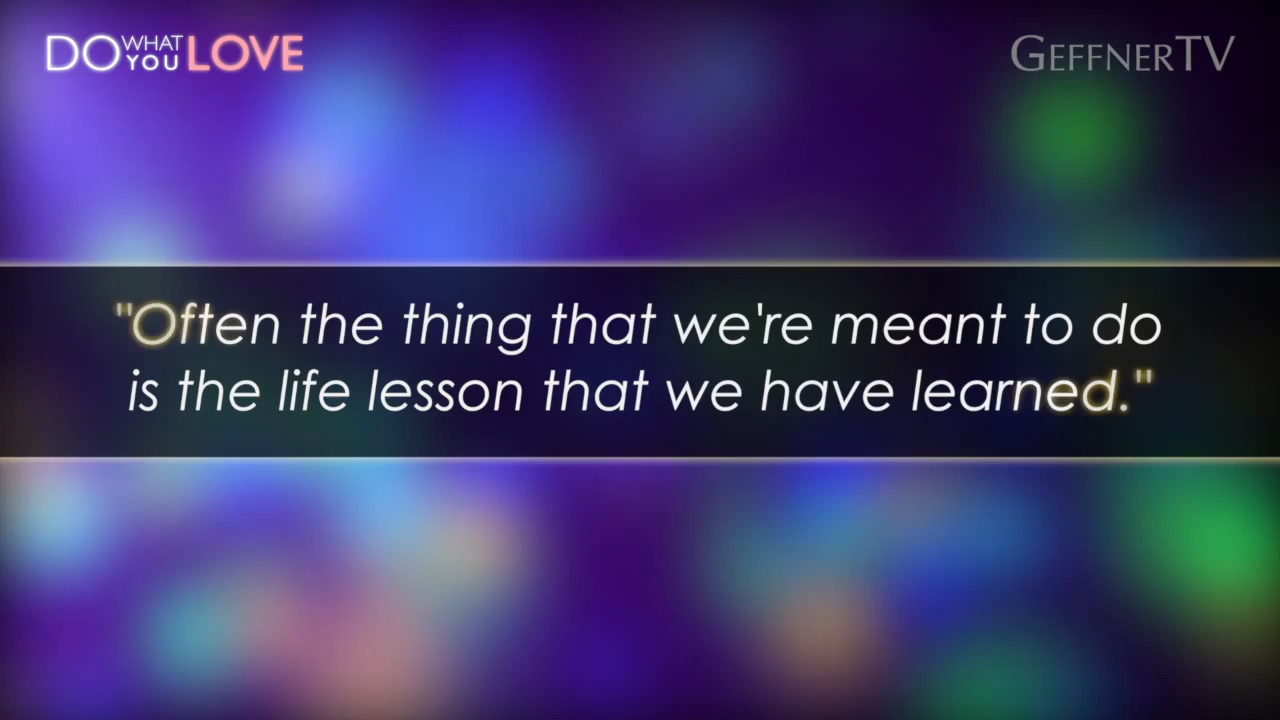 DO WHAT YOU LOVE
GEFFNERTV
"Often the thing that we're meant to do
is the life lesson that we have learned."